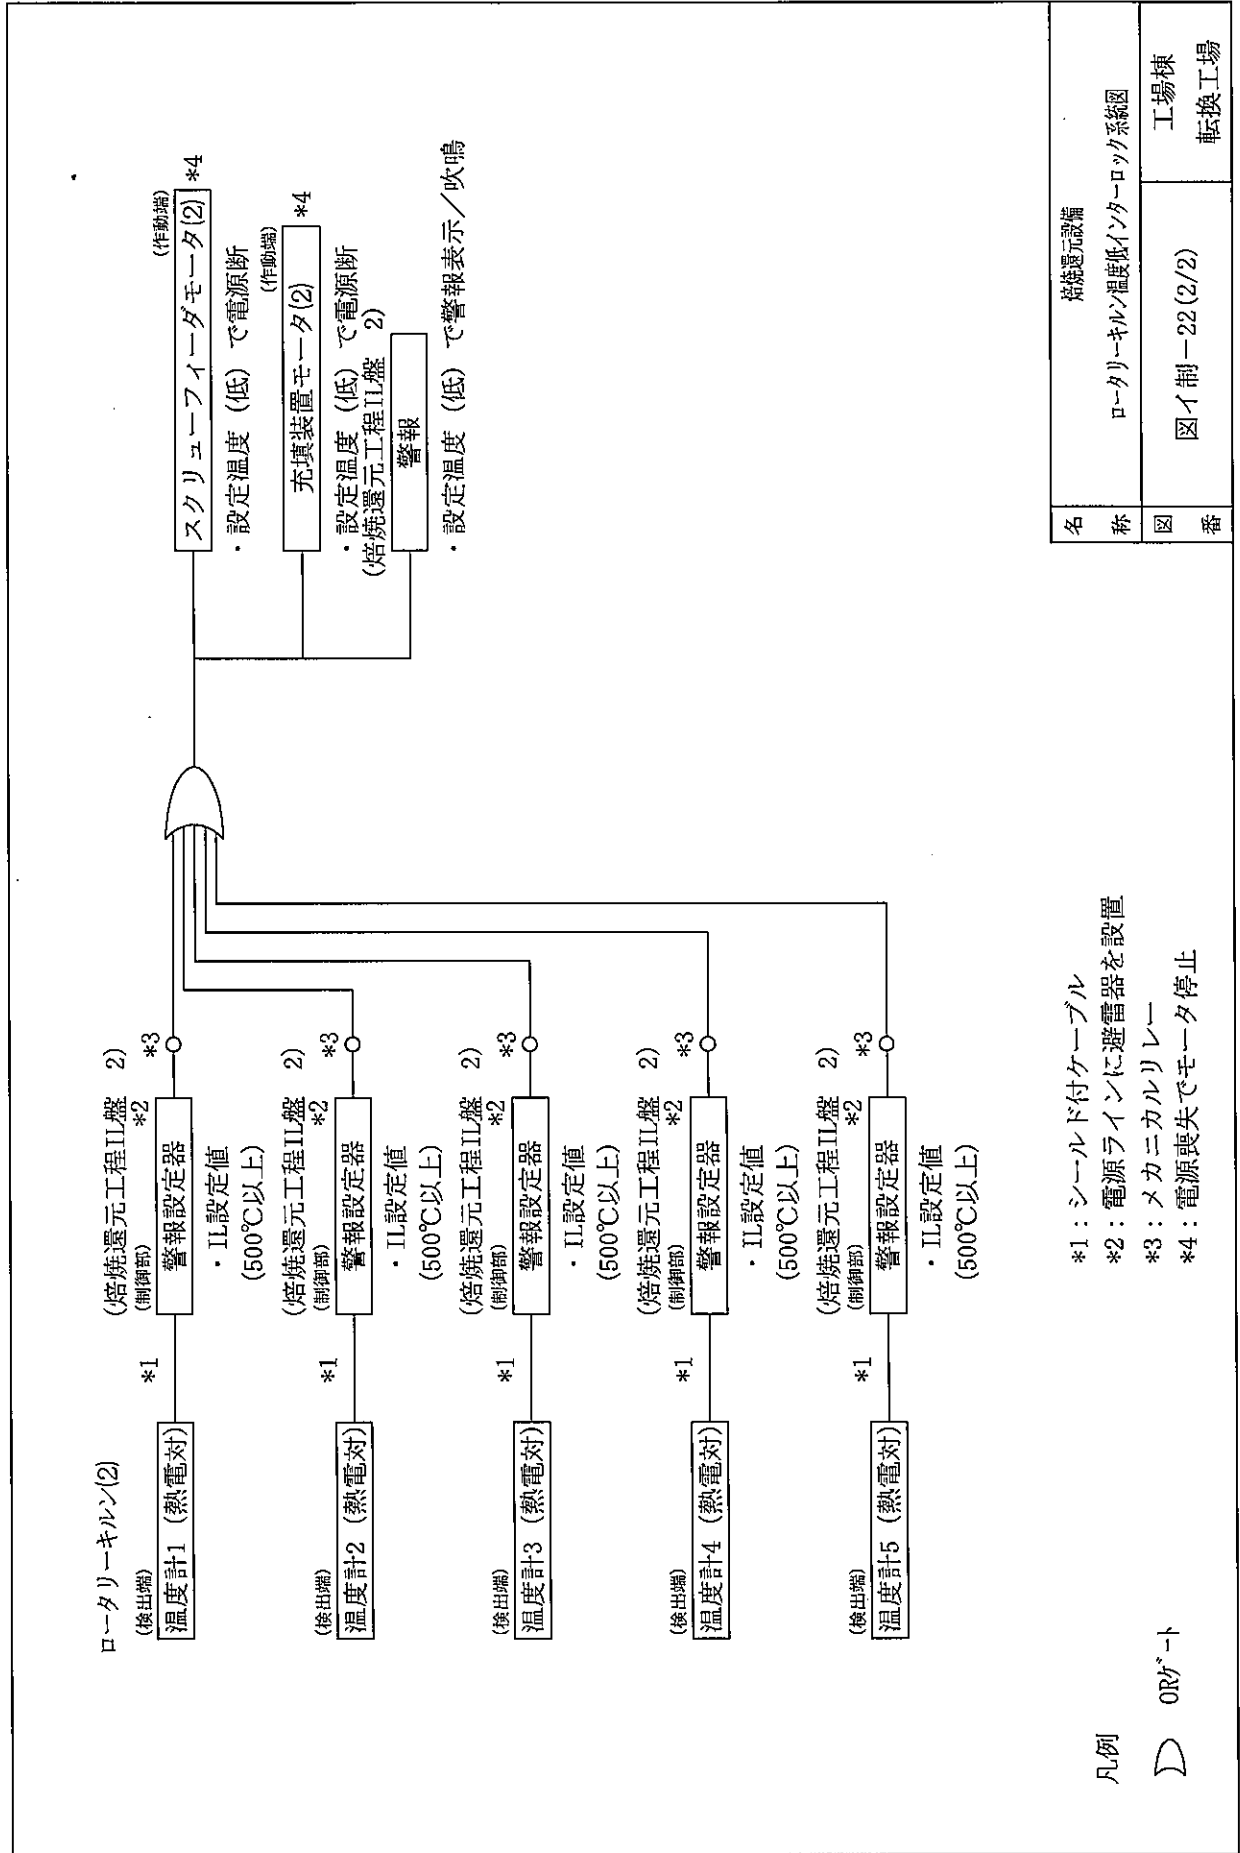 ロータリーキルン(2)
(検出端)
温度計1 (熱電対)
*1
(焙焼還元工程IL盤 2)
(制御部)
*2
警報設定器
*3
・IL設定値
(500℃以上)
(検出端)
温度計2 (熱電対)
*1
(焙焼還元工程IL盤 2)
(制御部)
*2
警報設定器
*3
・IL設定値
(500℃以上)
(検出端)
温度計3 (熱電対)
*1
(焙焼還元工程IL盤 2)
(制御部)
*2
警報設定器
*3
・IL設定値
(500℃以上)
(検出端)
温度計4 (熱電対)
*1
(焙焼還元工程IL盤 2)
(制御部)
*2
警報設定器
*3
・IL設定値
(500℃以上)
(検出端)
温度計5 (熱電対)
*1
(焙焼還元工程IL盤 2)
(制御部)
*2
警報設定器
*3
・IL設定値
(500℃以上)
(作動端)
スクリューフィーダモータ(2) *4
・設定温度 (低) で電源断
(作動端)
充填装置モータ(2) *4
・設定温度 (低) で電源断
(焙焼還元工程IL盤 2)
警報
・設定温度 (低) で警報表示／吹鳴
凡例
ORゲート
*1：シールド付ケーブル
*2：電源ラインに避雷器を設置
*3：メカニカルリレー
*4：電源喪失でモータ停止
名称
焙焼還元設備
ロータリーキルン温度低インターロック系統図
図番
図イ制－22(2/2)
工場棟
転換工場